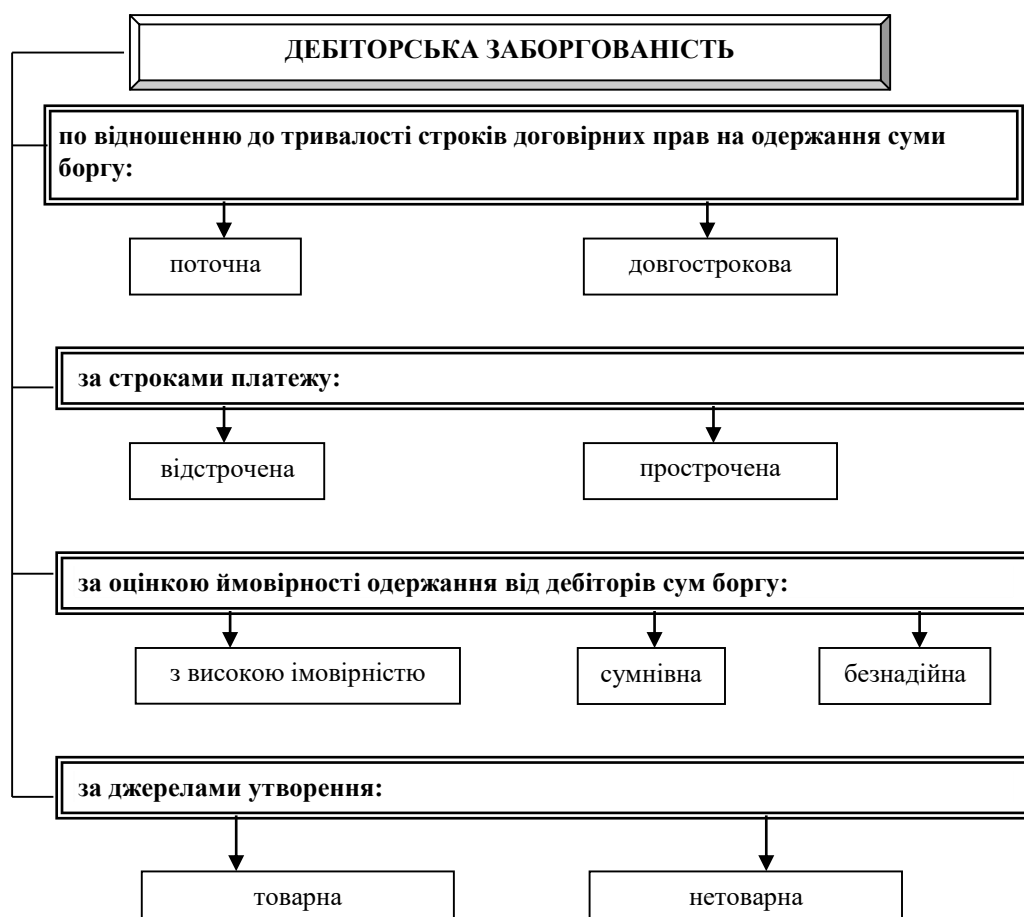 ДЕБІТОРСЬКА ЗАБОРГОВАНІСТЬ
по відношенню до тривалості строків договірних прав на одержання суми
боргу:
поточна
довгострокова
за строками платежу:
відстрочена
прострочена
за оцінкою ймовірності одержання від дебіторів сум боргу:
з високою імовірністю
сумнівна
безнадійна
за джерелами утворення:
товарна
нетоварна